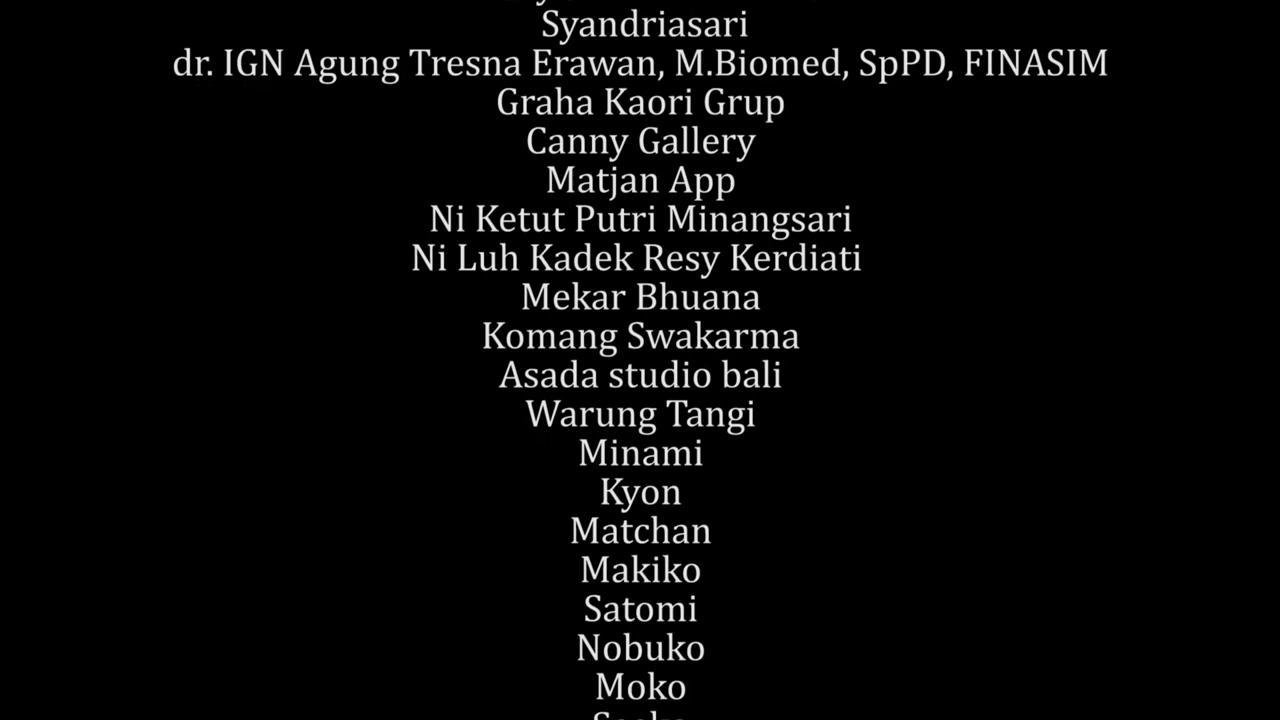 Syandriasari
dr. IGN Agung Tresna Erawan, M.Biomed, SpPD, FINASIM
Graha Kaori Grup
Canny Gallery
Matjan App
Ni Ketut Putri Minangsari
Ni Luh Kadek Resy Kerdiati
Mekar Bhuana
Komang Swakarma
Asada studio bali
Warung Tangi
Minami
Kyon
Matchan
Makiko
Satomi
Nobuko
Moko